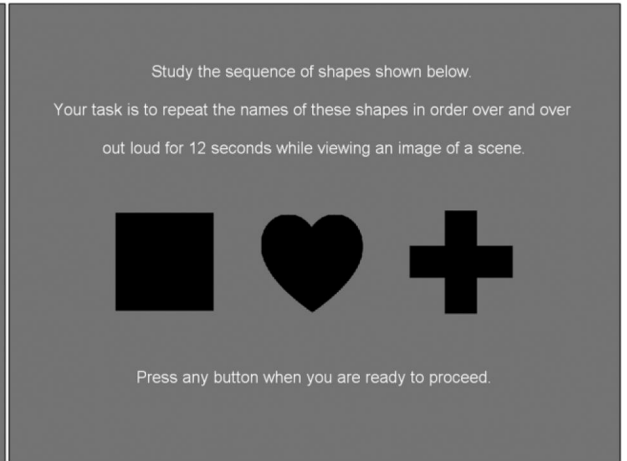 Study the sequence of shapes shown below.
Your task is to repeat the names of these shapes in order over and over
out loud for 12 seconds while viewing an image of a scene.
Press any button when you are ready to proceed.